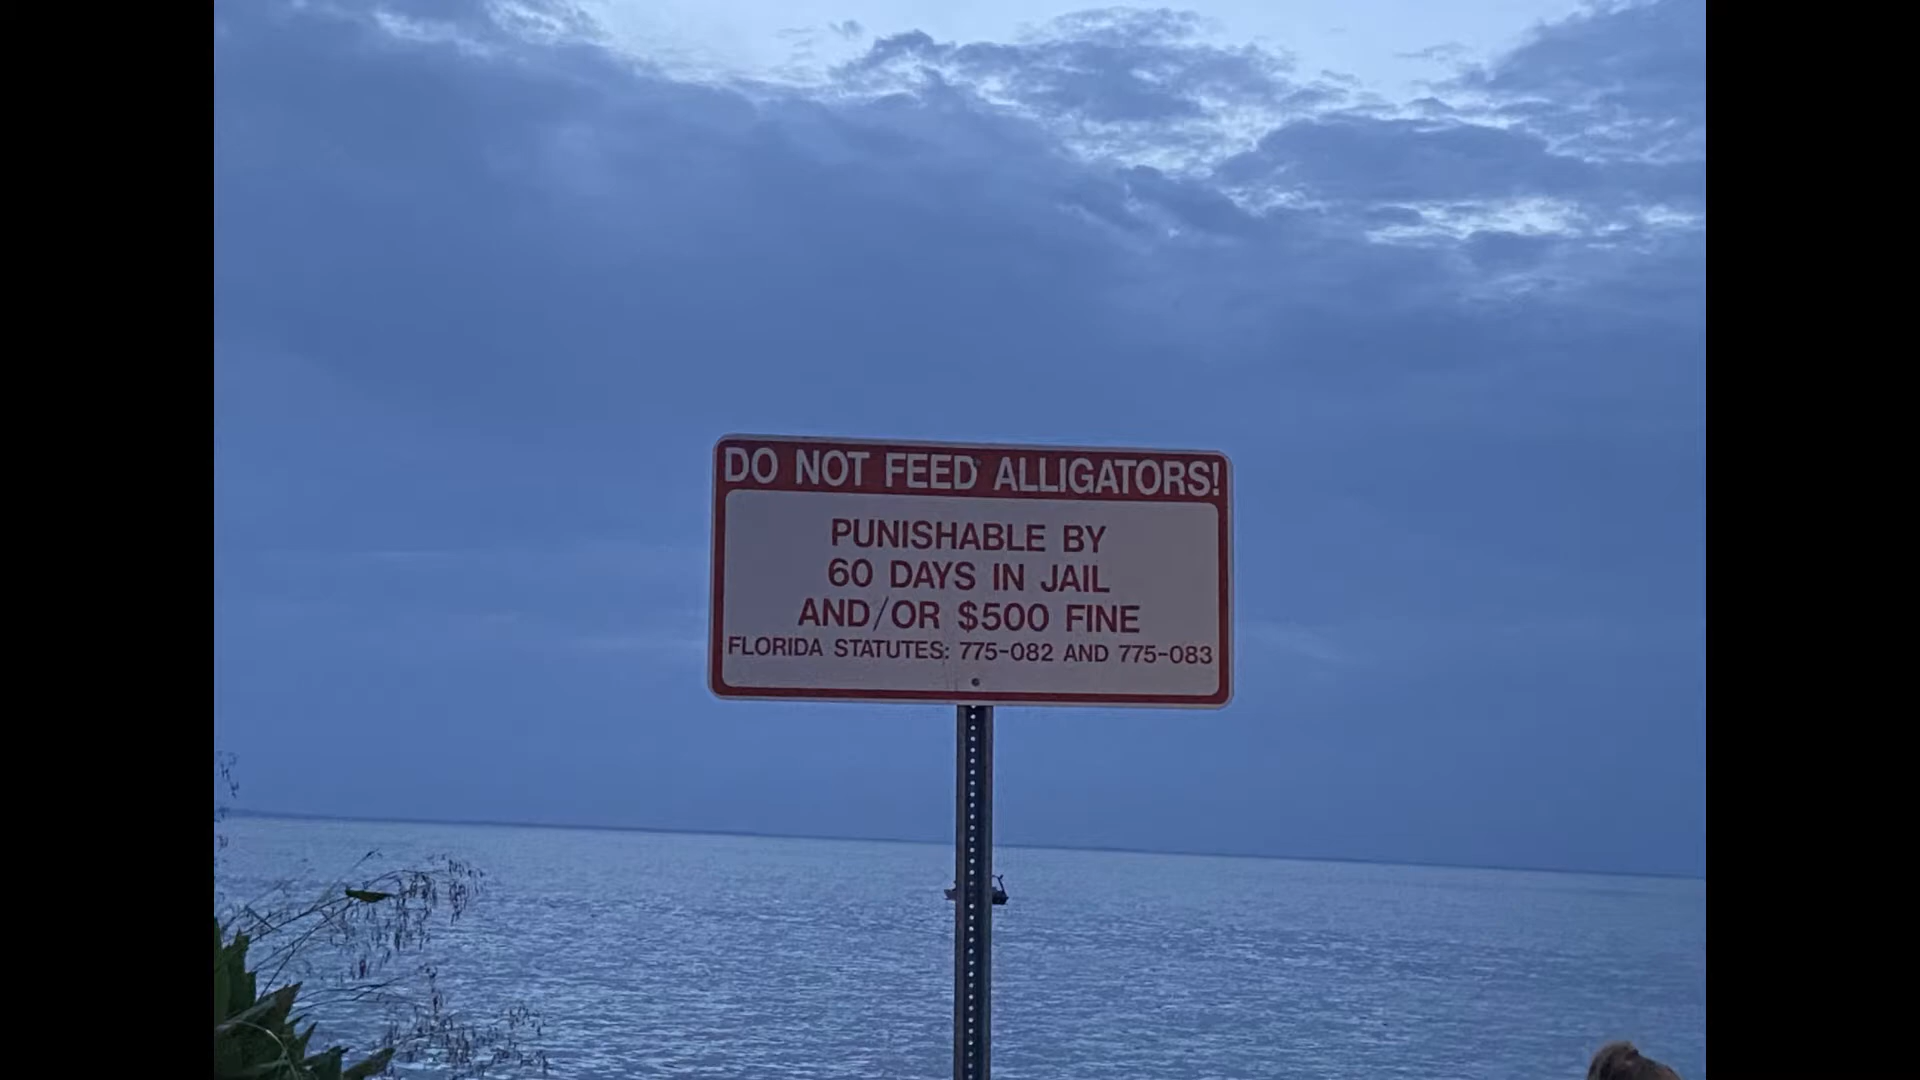 DO NOT FEED ALLIGATORS!
PUNISHABLE BY
60 DAYS IN JAIL
AND/OR $500 FINE
FLORIDA STATUTES: 775-082 AND 775-083